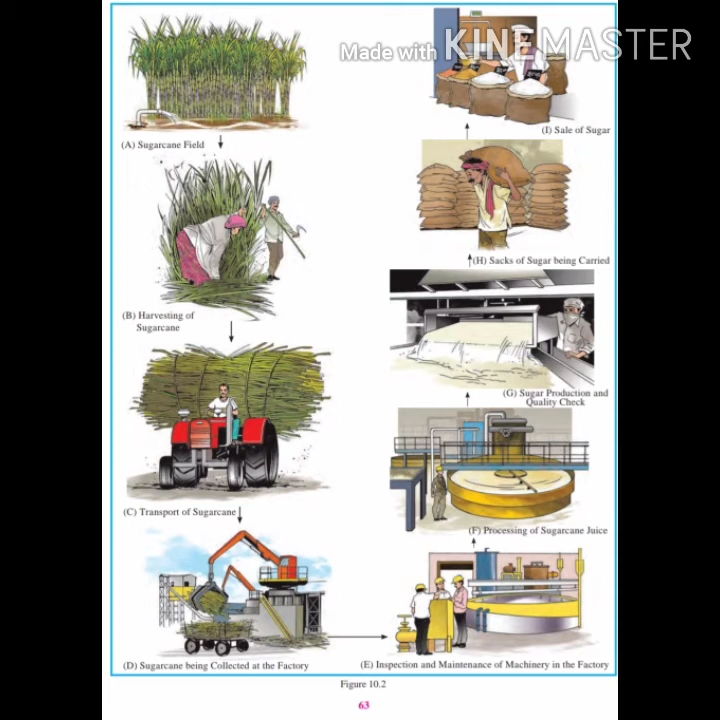 Made with KINEMASTER
(A) Sugarcane Field
(B) Harvesting of
Sugarcane
(C) Transport of Sugarcane
(D) Sugarcane being Collected at the Factory
(E) Inspection and Maintenance of Machinery in the Factory
(F) Processing of Sugarcane Juice
(G) Sugar Production and
Quality Check
(H) Sacks of Sugar being Carried
(I) Sale of Sugar
Figure 10.2
63